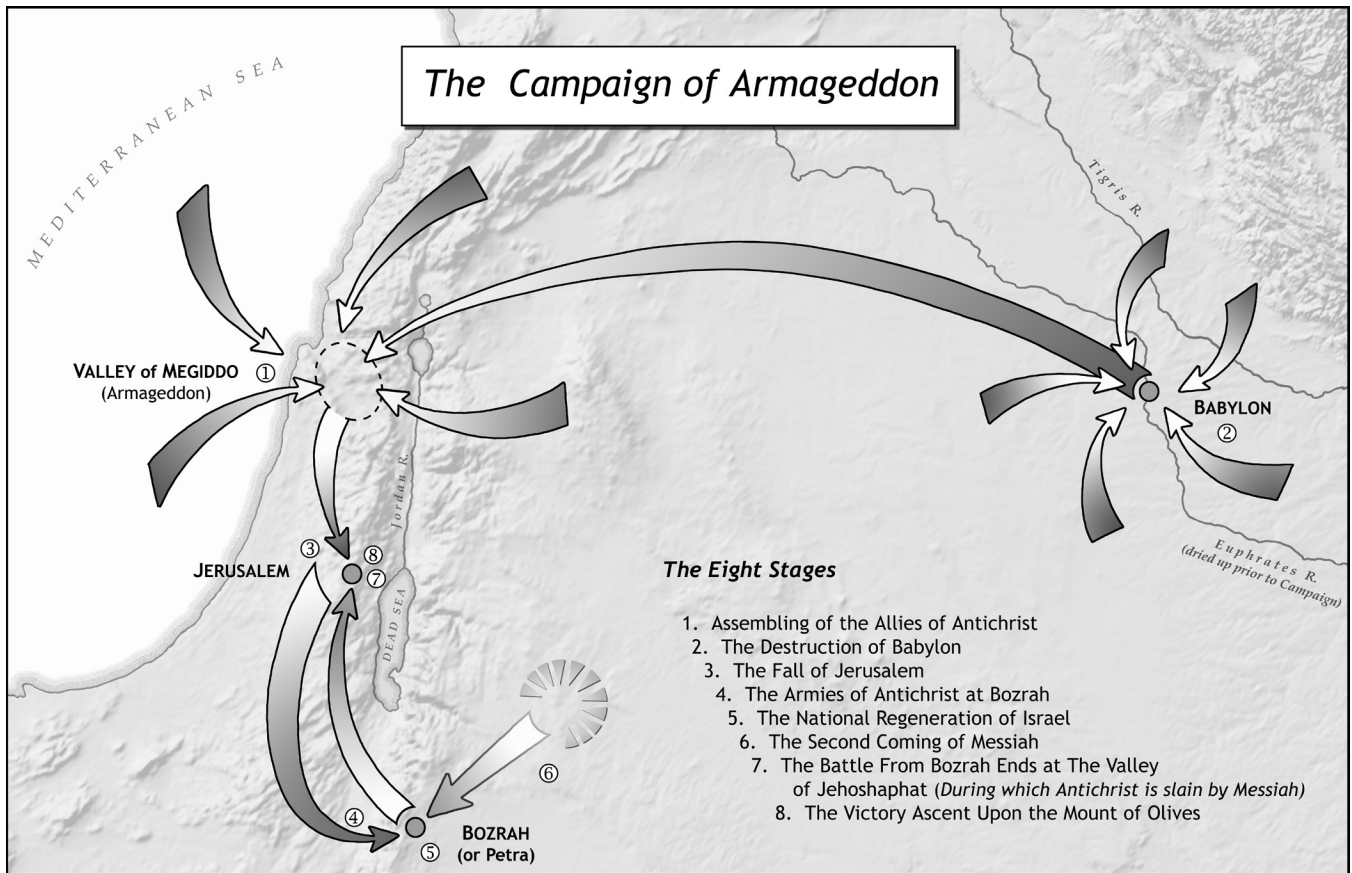 The Campaign of Armageddon
MEDITERRANEAN SEA
Tigris R.
VALLEY of MEGIDDO ①
(Armageddon)
BABYLON
②
Jordan R.
Euphrates R.
(dried up prior to Campaign)
③
⑧
JERUSALEM
⑦
DEAD SEA
The Eight Stages
1. Assembling of the Allies of Antichrist
2. The Destruction of Babylon
3. The Fall of Jerusalem
4. The Armies of Antichrist at Bozrah
5. The National Regeneration of Israel
6. The Second Coming of Messiah
7. The Battle From Bozrah Ends at The Valley
of Jehoshaphat (During which Antichrist is slain by Messiah)
8. The Victory Ascent Upon the Mount of Olives
⑥
④
BOZRAH
(or Petra)
⑤